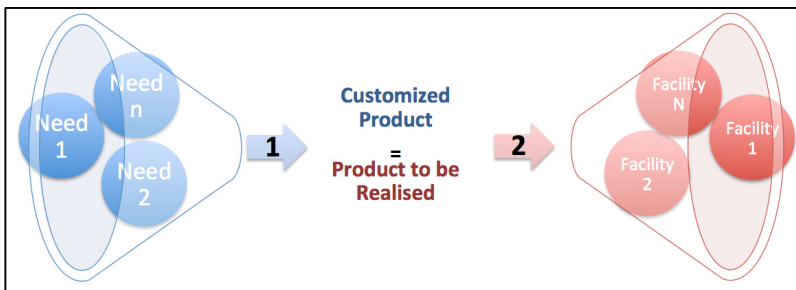 Need
n
Need
1
Need
2
1
Customized
Product
=
Product to be
Realised
2
Facility
N
Facility
1
Facility
2